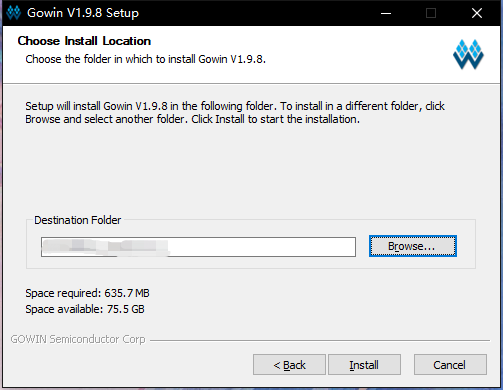 Gowin V1.9.8 Setup
Choose Install Location
Choose the folder in which to install Gowin V1.9.8.
Setup will install Gowin V1.9.8 in the following folder. To install in a different folder, click
Browse and select another folder. Click Install to start the installation.
Destination Folder
Browse...
Space required: 635.7 MB
Space available: 75.5 GB
GOWIN Semiconductor Corp
< Back
Install
Cancel